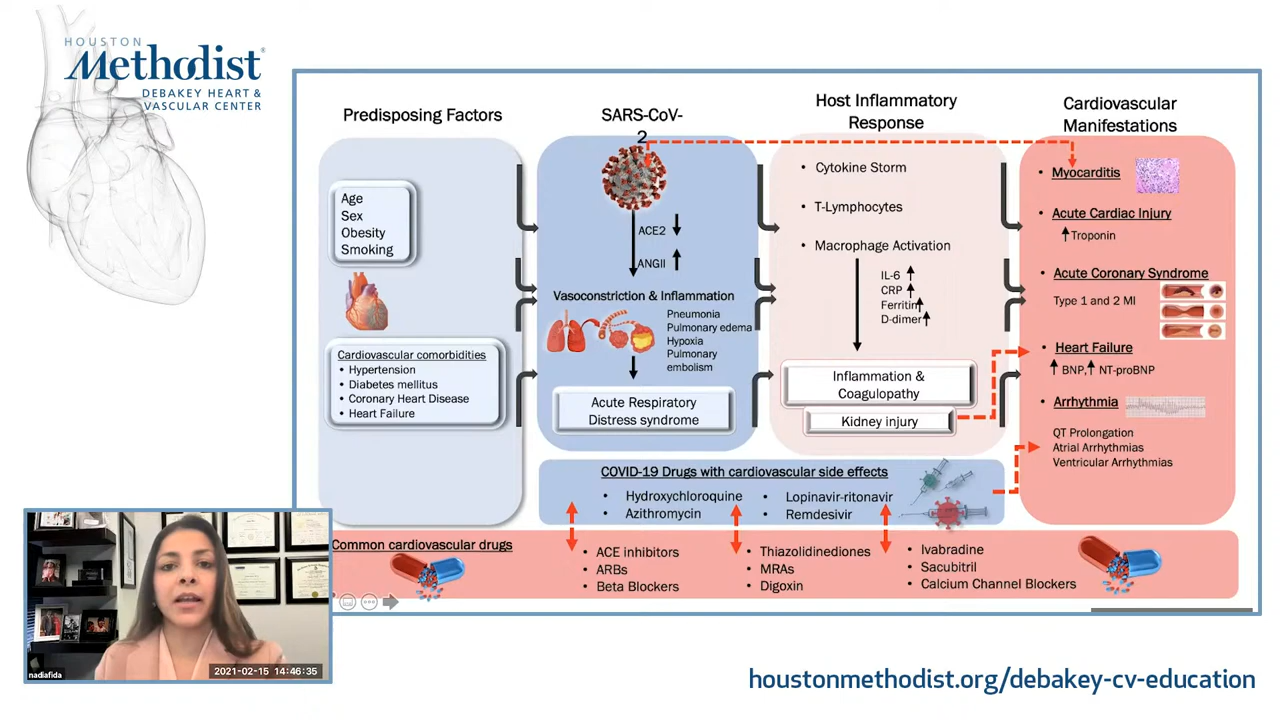 HOUSTON
Methodist®
DEBAKEY HEART &
VASCULAR CENTER
Predisposing Factors
Age
Sex
Obesity
Smoking
Cardiovascular comorbidities
• Hypertension
• Diabetes mellitus
• Coronary Heart Disease
• Heart Failure
SARS-CoV-
2
ACE2
ANGII
Vasoconstriction & Inflammation
Pneumonia
Pulmonary edema
Hypoxia
Pulmonary
embolism
Acute Respiratory
Distress syndrome
Host Inflammatory
Response
• Cytokine Storm
• T-Lymphocytes
• Macrophage Activation
IL-6
CRP
Ferritin
D-dimer
Inflammation &
Coagulopathy
Kidney injury
Cardiovascular
Manifestations
• Myocarditis
• Acute Cardiac Injury
Troponin
• Acute Coronary Syndrome
Type 1 and 2 MI
• Heart Failure
BNP, NT-proBNP
• Arrhythmia
QT Prolongation
Atrial Arrhythmias
Ventricular Arrhythmias
COVID-19 Drugs with cardiovascular side effects
• Hydroxychloroquine
• Azithromycin
• Lopinavir-ritonavir
• Remdesivir
Common cardiovascular drugs
• ACE inhibitors
• ARBs
• Beta Blockers
• Thiazolidinediones
• MRAs
• Digoxin
• Ivabradine
• Sacubitril
• Calcium Channel Blockers
nadiafida
2021-02-15 14:46:35
houstonmethodist.org/debakey-cv-education